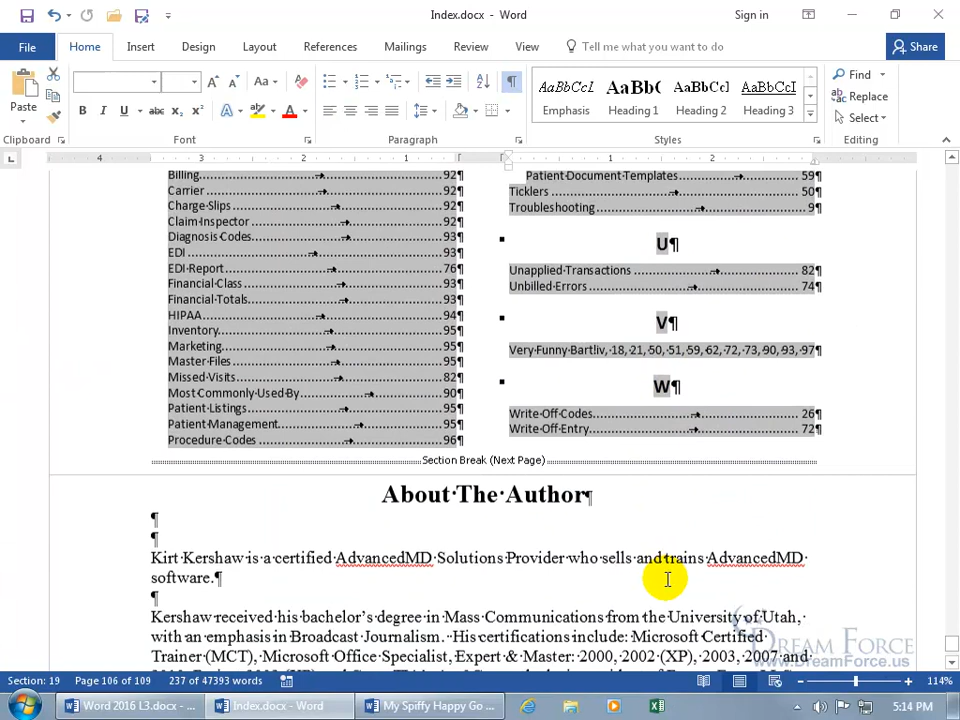 Index.docx - Word
Sign in
File
Home
Insert
Design
Layout
References
Mailings
Review
View
Tell me what you want to do
Share
Paste
Clipboard
Font
Paragraph
AaBbCcI
AaBb(
AaBbCcl
AaBbCcI
Emphasis
Heading 1
Heading 2
Heading 3
Styles
Find
Replace
Select
Editing
4 3 2 1 1 2
Billing 92¶
Carrier 92¶
Charge·Slips 92¶
Claim·Inspector 92¶
Diagnosis·Codes 93¶
EDI 93¶
EDI·Report 76¶
Financial·Class 93¶
Financial·Totals 93¶
HIPAA 94¶
Inventory 95¶
Marketing 95¶
Master·Files 95¶
Missed·Visits 82¶
Most·Commonly·Used·By 90¶
Patient·Listings 95¶
Patient·Management 95¶
Procedure·Codes 96¶
Patient·Document·Templates 59¶
Ticklers 50¶
Troubleshooting 9¶
U¶
Unapplied·Transactions 82¶
Unbilled·Errors 74¶
V¶
Very·Funny·Bartliv,·18,·21,·50,·51,·59,·62,·72,·73,·90,·93,·97¶
W¶
Write·Off·Codes 26¶
Write·Off·Entry 72¶
Section Break (Next Page)
About·The·Author¶
¶
¶
Kirt·Kershaw·is·a·certified·AdvancedMD·Solutions·Provider·who·sells·and·trains·AdvancedMD·
software.¶
¶
Kershaw·received·his·bachelor's·degree·in·Mass·Communications·from·the·University·of·Utah,·
with·an·emphasis·in·Broadcast·Journalism.··His·certifications·include:·Microsoft·Certified·
Trainer·(MCT),·Microsoft·Office·Specialist,·Expert·&·Master:·2000,·2002·(XP),·2003,·2007·and·
DREAM FORCE
www.DreamForce.us
Section: 19
Page 106 of 109
237 of 47393 words
114%
Word 2016 L3.docx - ...
Index.docx - Word
My Spiffy Happy Go ...
5:14 PM